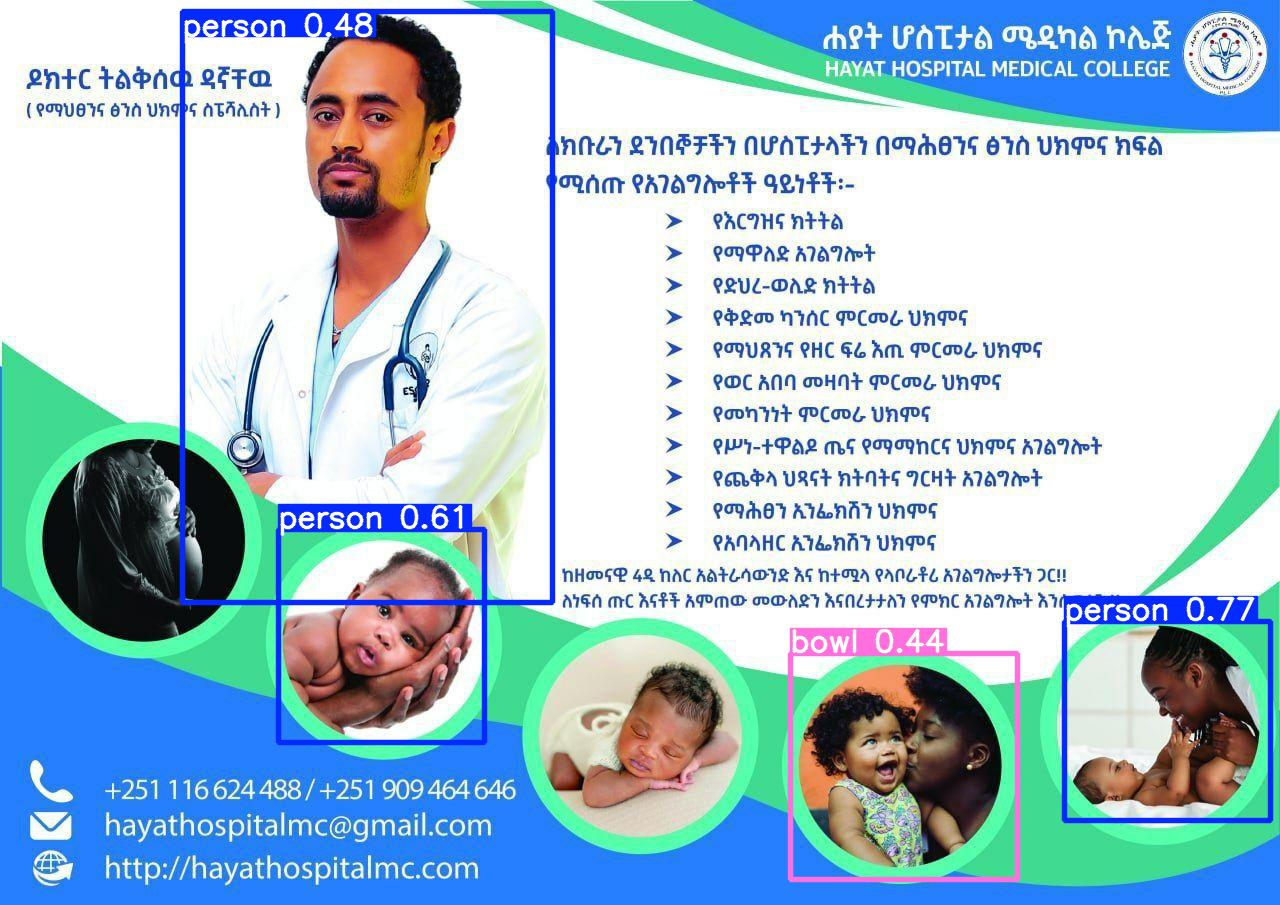 ዶክተር ትልቅሰዉ ዳኛቸዉ
( የማህፀንና ፅንስ ህክምና ስፔሻሊስት )
ሐያት ሆስፒታል ሜዲካል ኮሌጅ
HAYAT HOSPITAL MEDICAL COLLEGE
ለክቡራን ደንበኞቻችን በሆስፒታላችን በማሕፀንና ፅንስ ህክምና ክፍል
የሚሰጡ የአገልግሎቶች ዓይነቶች፡-
➤ የእርግዝና ክትትል
➤ የማዋለድ አገልግሎት
➤ የድህረ-ወሊድ ክትትል
➤ የቅድመ ካንሰር ምርመራ ህክምና
➤ የማህጸንና የዘር ፍሬ እጢ ምርመራ ህክምና
➤ የወር አበባ መዛባት ምርመራ ህክምና
➤ የመካንነት ምርመራ ህክምና
➤ የሥነ-ተዋልዶ ጤና የማማከርና ህክምና አገልግሎት
➤ የጨቅላ ህጻናት ክትባትና ግርዛት አገልግሎት
➤ የማሕፀን ኢንፌክሽን ህክምና
➤ የአባላዘር ኢንፌክሽን ህክምና
ከዘመናዊ 4ዲ ከለር አልትራሳውንድ እና ከተሟላ የላቦራቶሪ አገልግሎታችን ጋር!!
ለነፍሰ ጡር እናቶች አምጠው መውለድን እናበረታታለን የምክር አገልግሎት
person 0.48
person 0.61
bowl 0.44
person 0.77
+251 116 624 488 / +251 909 464 646
hayathospitalmc@gmail.com
http://hayathospitalmc.com